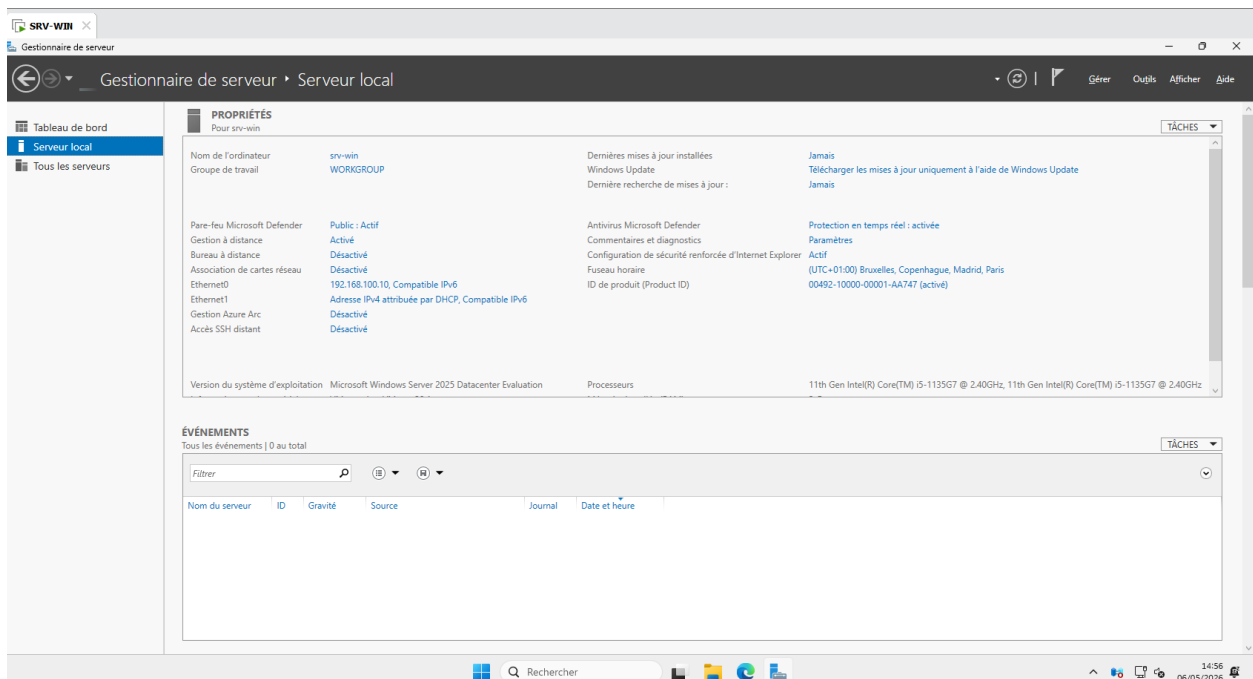 SRV-WIN
Gestionnaire de serveur
Gestionnaire de serveur • Serveur local
Gérer Outils Afficher Aide
Tableau de bord
Serveur local
Tous les serveurs
PROPRIÉTÉS
Pour srv-win
TÂCHES
Nom de l'ordinateur srv-win Dernières mises à jour installées Jamais
Groupe de travail WORKGROUP Windows Update Télécharger les mises à jour uniquement à l'aide de Windows Update
Dernière recherche de mises à jour : Jamais
Pare-feu Microsoft Defender Public : Actif Antivirus Microsoft Defender Protection en temps réel : activée
Gestion à distance Activé Commentaires et diagnostics Paramètres
Bureau à distance Désactivé Configuration de sécurité renforcée d'Internet Explorer Actif
Association de cartes réseau Désactivé Fuseau horaire (UTC+01:00) Bruxelles, Copenhague, Madrid, Paris
Ethernet0 192.168.100.10, Compatible IPv6 ID de produit (Product ID) 00492-10000-00001-AA747 (activé)
Ethernet1 Adresse IPv4 attribuée par DHCP, Compatible IPv6
Gestion Azure Arc Désactivé
Accès SSH distant Désactivé
Version du système d'exploitation Microsoft Windows Server 2025 Datacenter Evaluation Processeurs 11th Gen Intel(R) Core(TM) i5-1135G7 @ 2.40GHz, 11th Gen Intel(R) Core(TM) i5-1135G7 @ 2.40GHz
ÉVÉNEMENTS
Tous les événements | 0 au total
TÂCHES
Filtrer
Nom du serveur ID Gravité Source Journal Date et heure
Rechercher
14:56
06/05/2026